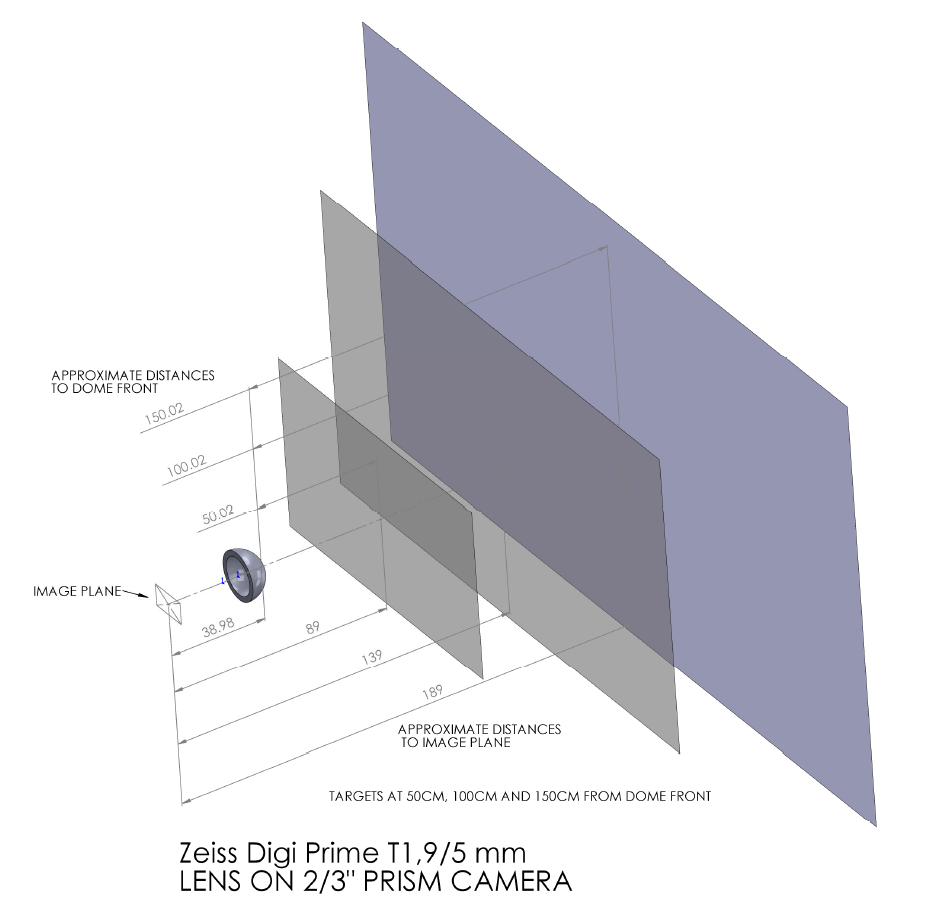 APPROXIMATE DISTANCES
TO DOME FRONT
150.02
100.02
50.02
IMAGE PLANE
38.98
89
139
189
APPROXIMATE DISTANCES
TO IMAGE PLANE
TARGETS AT 50CM, 100CM AND 150CM FROM DOME FRONT
Zeiss Digi Prime T1,9/5 mm
LENS ON 2/3" PRISM CAMERA